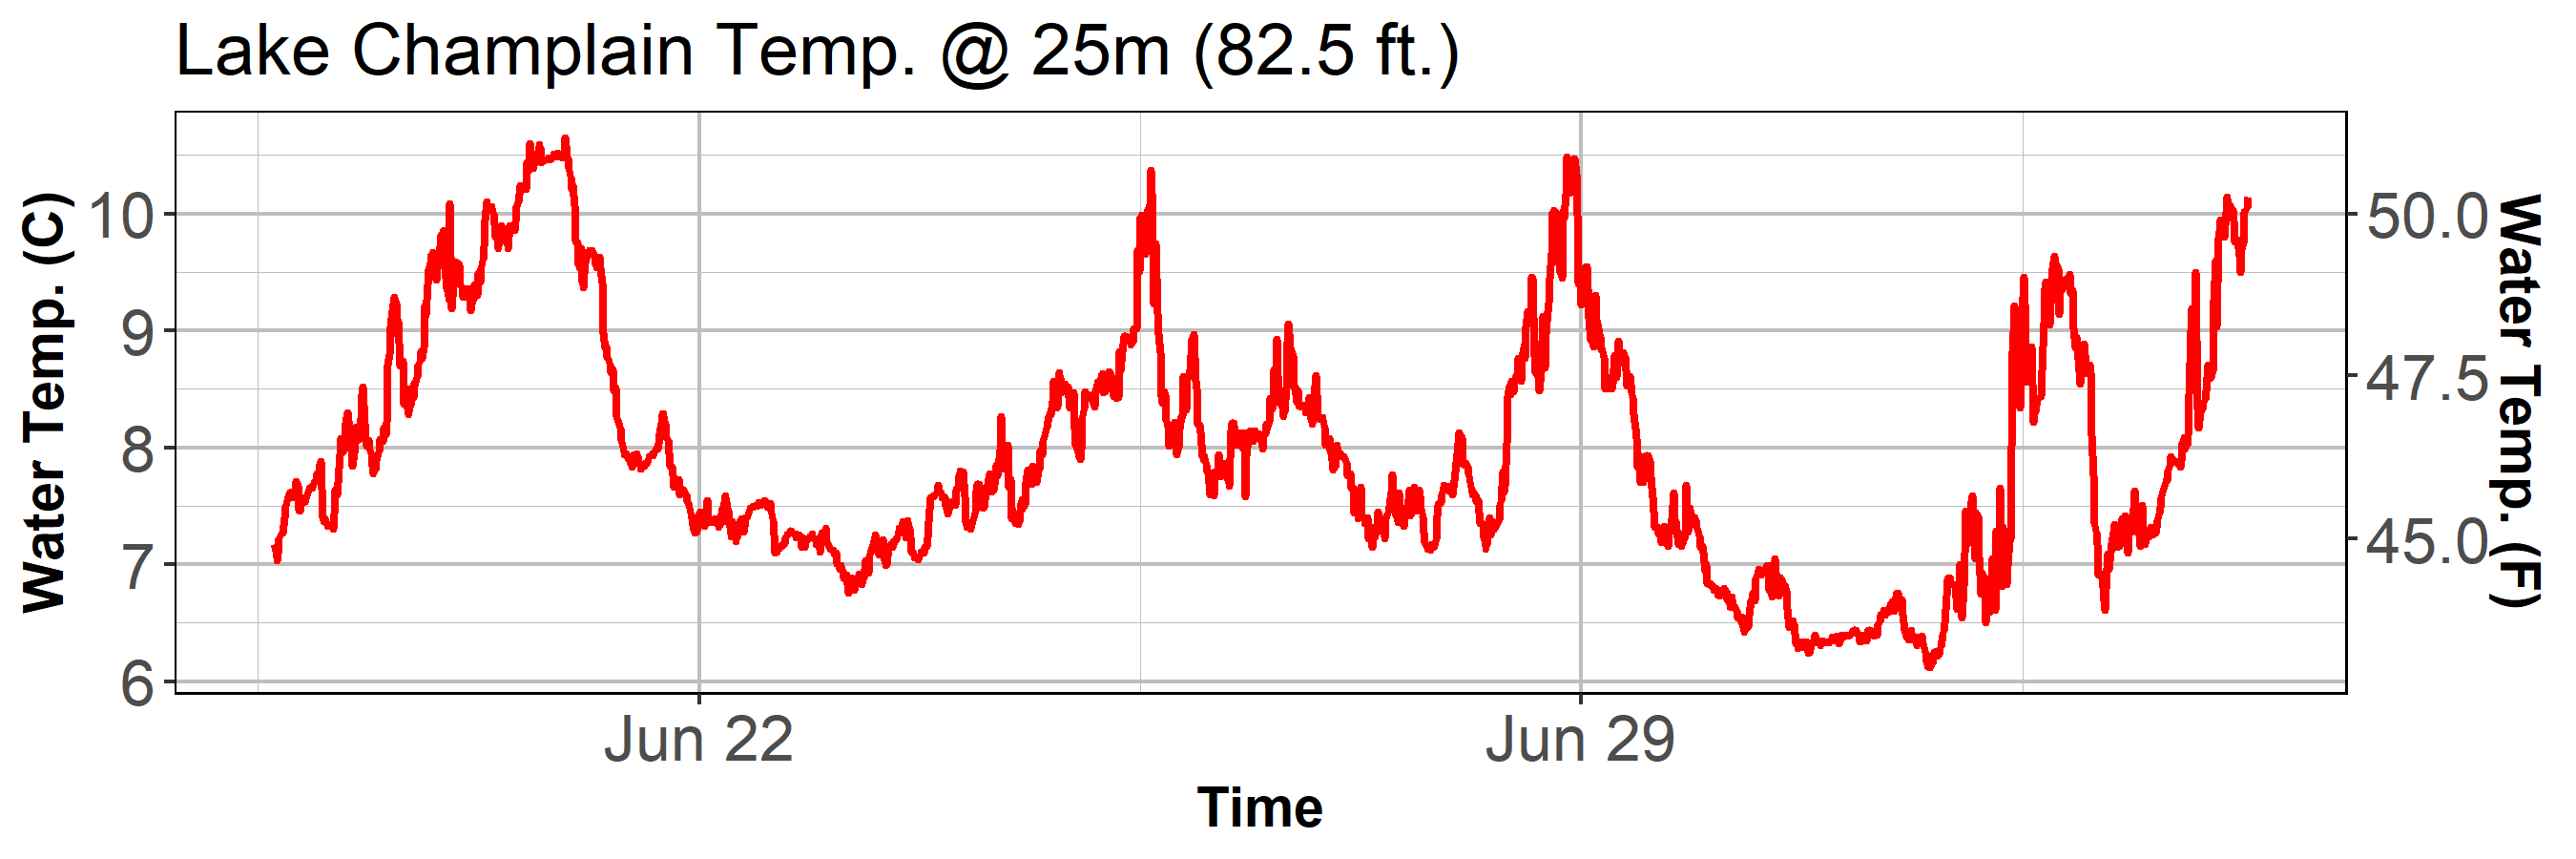 Lake Champlain Temp. @ 25m (82.5 ft.)
Water Temp. (C)
10
9
8
7
6
50.0
47.5
45.0
Water Temp. (F)
Jun 22
Jun 29
Time